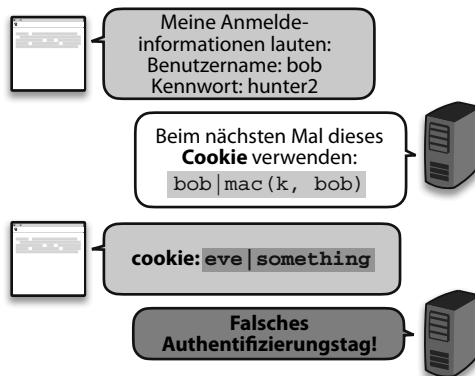 Meine Anmelde-
informationen lauten:
Benutzername: bob
Kennwort: hunter2
Beim nächsten Mal dieses
Cookie verwenden:
bob|mac(k, bob)
cookie: eve|something
Falsches
Authentifizierungstag!